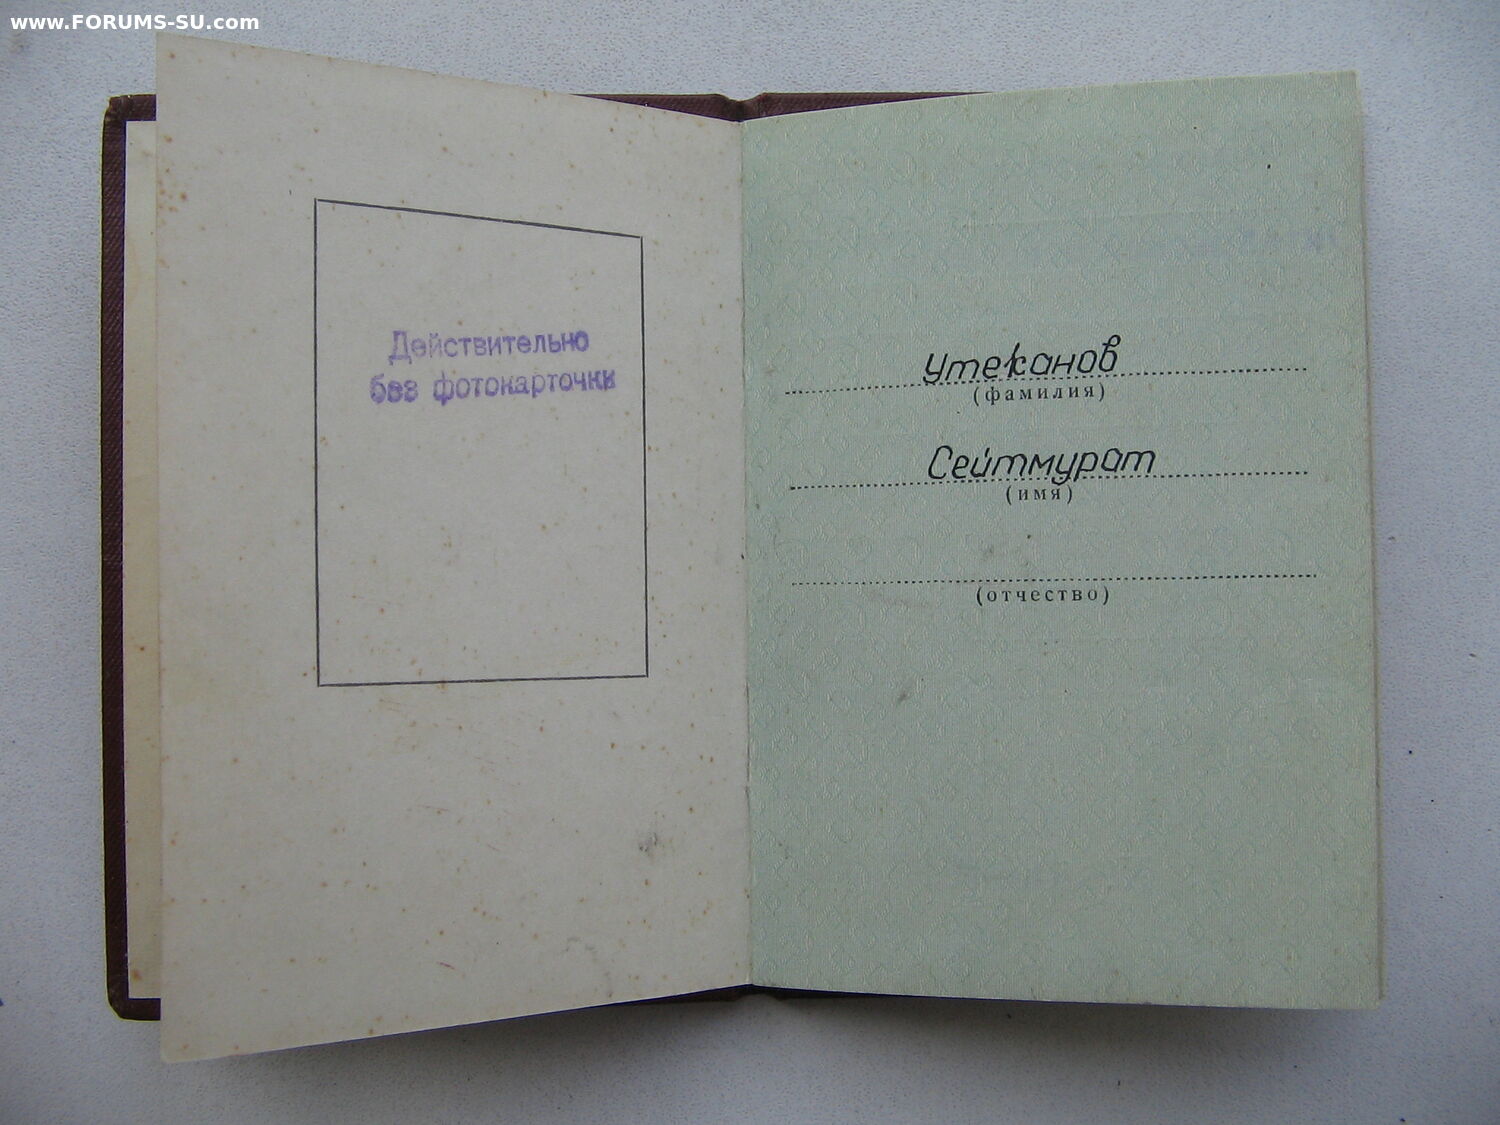 www.FORUMS-SU.com
Действительно
без фотокарточки
Утеканов
(фамилия)
Сейтмурат
(имя)
(отчество)